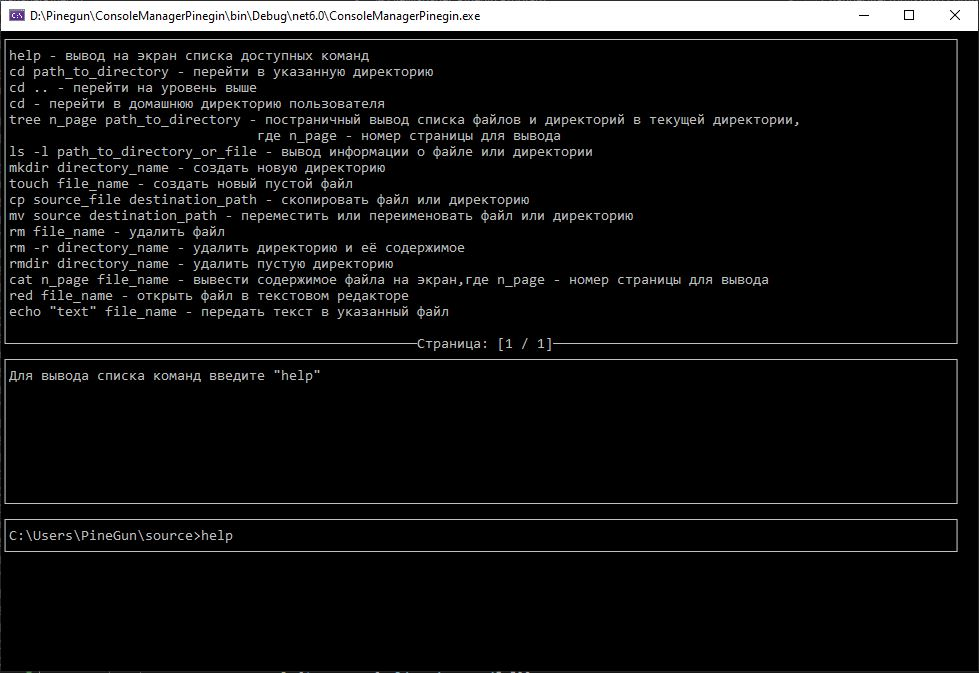 D:\Pinegun\ConsoleManagerPinegin\bin\Debug\net6.0\ConsoleManagerPinegin.exe
help - вывод на экран списка доступных команд
cd path_to_directory - перейти в указанную директорию
cd .. - перейти на уровень выше
cd - перейти в домашнюю директорию пользователя
tree n_page path_to_directory - постраничный вывод списка файлов и директорий в текущей директории,
где n_page - номер страницы для вывода
ls -l path_to_directory_or_file - вывод информации о файле или директории
mkdir directory_name - создать новую директорию
touch file_name - создать новый пустой файл
cp source_file destination_path - скопировать файл или директорию
mv source destination_path - переместить или переименовать файл или директорию
rm file_name - удалить файл
rm -r directory_name - удалить директорию и её содержимое
rmdir directory_name - удалить пустую директорию
cat n_page file_name - вывести содержимое файла на экран,где n_page - номер страницы для вывода
red file_name - открыть файл в текстовом редакторе
echo "text" file_name - передать текст в указанный файл
Страница: [1 / 1]
Для вывода списка команд введите "help"
C:\Users\PineGun\source>help